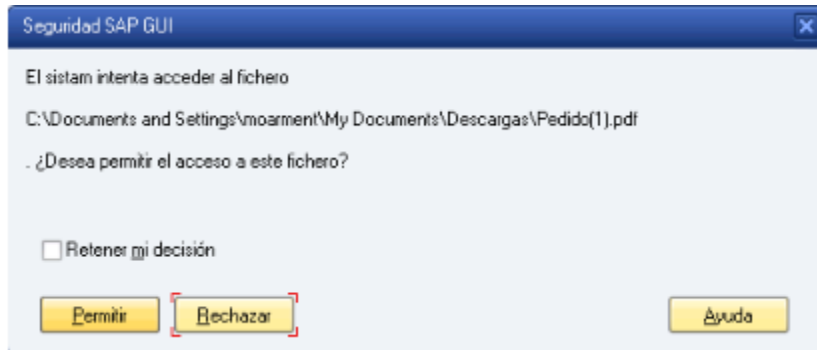 Seguridad SAP GUI
El sistam intenta acceder al fichero
C:\Documents and Settings\moarment\My Documents\Descargas\Pedido(1).pdf
. ¿Desea permitir el acceso a este fichero?
Retener mi decisión
Permitir Rechazar Ayuda